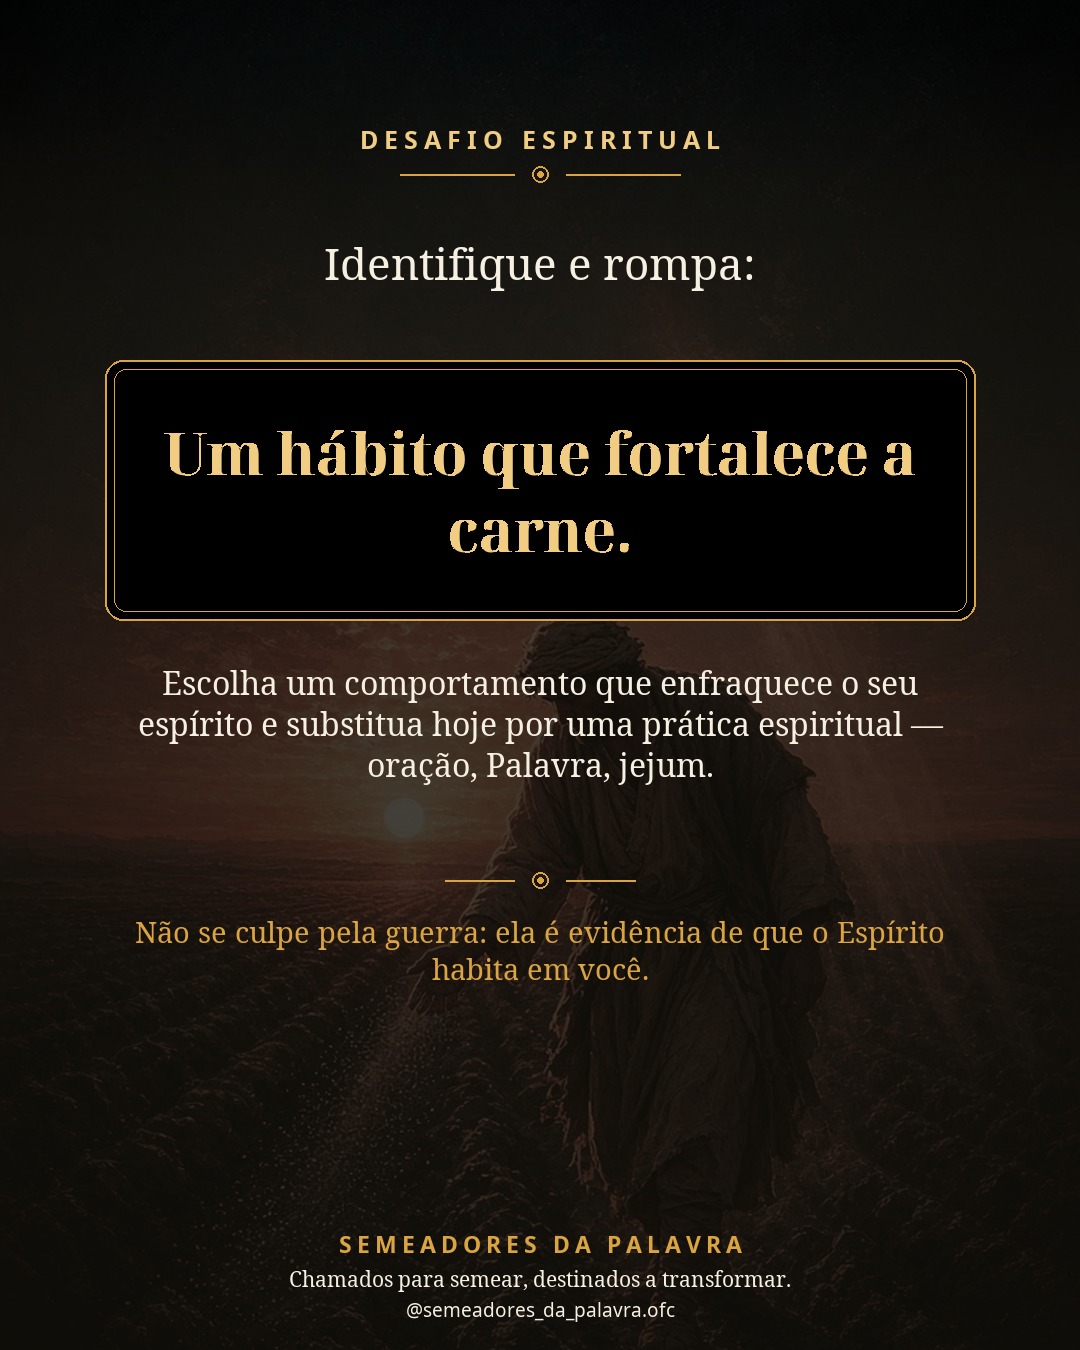 DESAFIO ESPIRITUAL
Identifique e rompa:
Um hábito que fortalece a
carne.
Escolha um comportamento que enfraquece o seu
espírito e substitua hoje por uma prática espiritual —
oração, Palavra, jejum.
Não se culpe pela guerra: ela é evidência de que o Espírito
habita em você.
SEMEADORES DA PALAVRA
Chamados para semear, destinados a transformar.
@semeadores_da_palavra.ofc